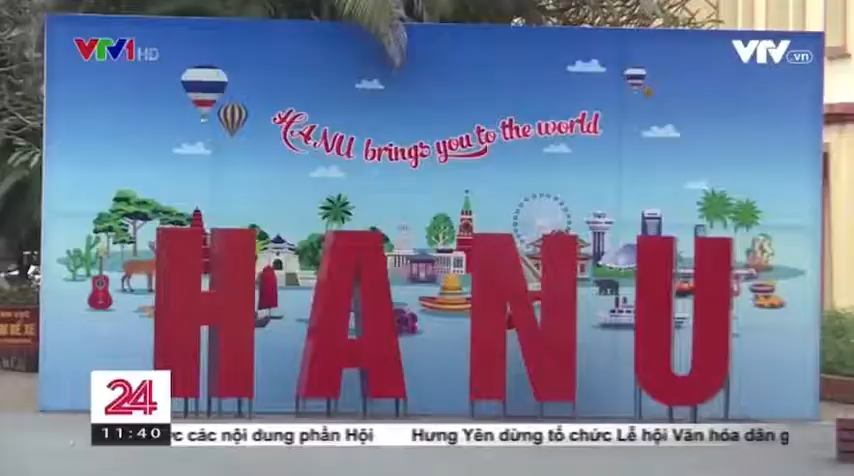 VTV1 HD
VTV.vn
HANU brings you to the world
HANU
24
11:40
ức các nội dung phần Hội Hưng Yên dừng tổ chức Lễ hội Văn hóa dân g